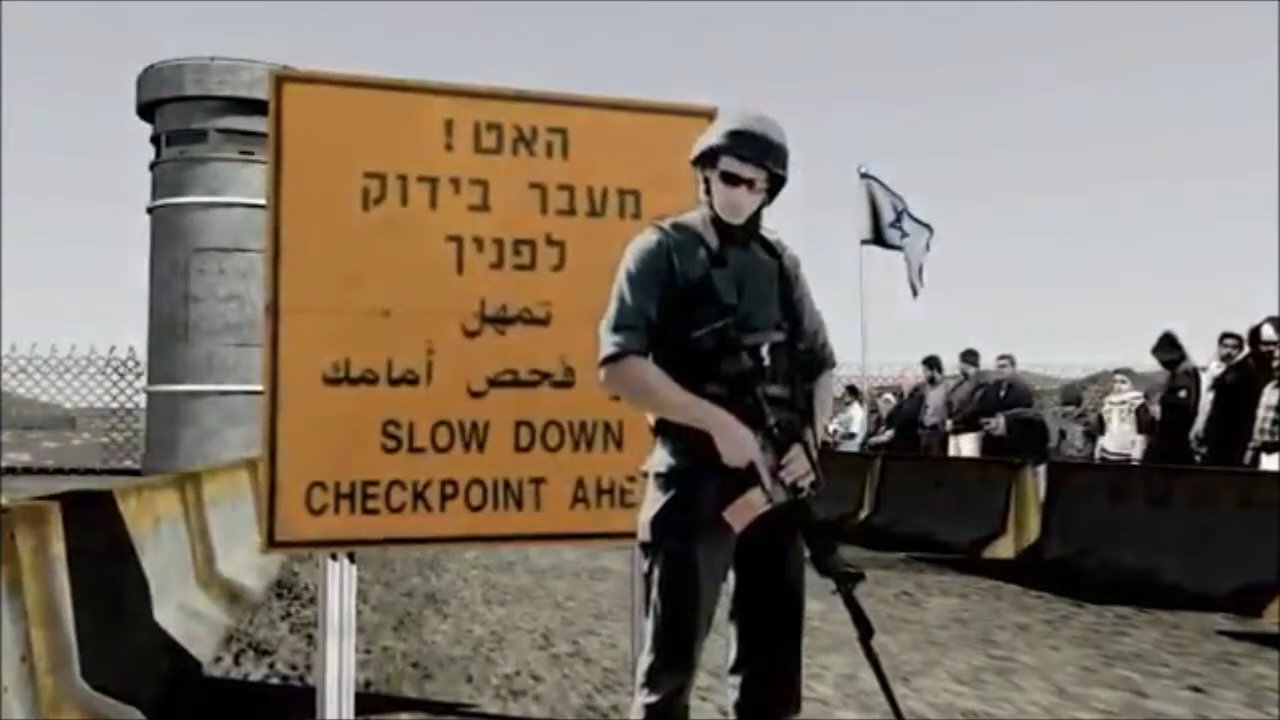 האט !
מעבר בידוק
לפניך
تمهل
فحص أمامك
SLOW DOWN
CHECKPOINT AHE